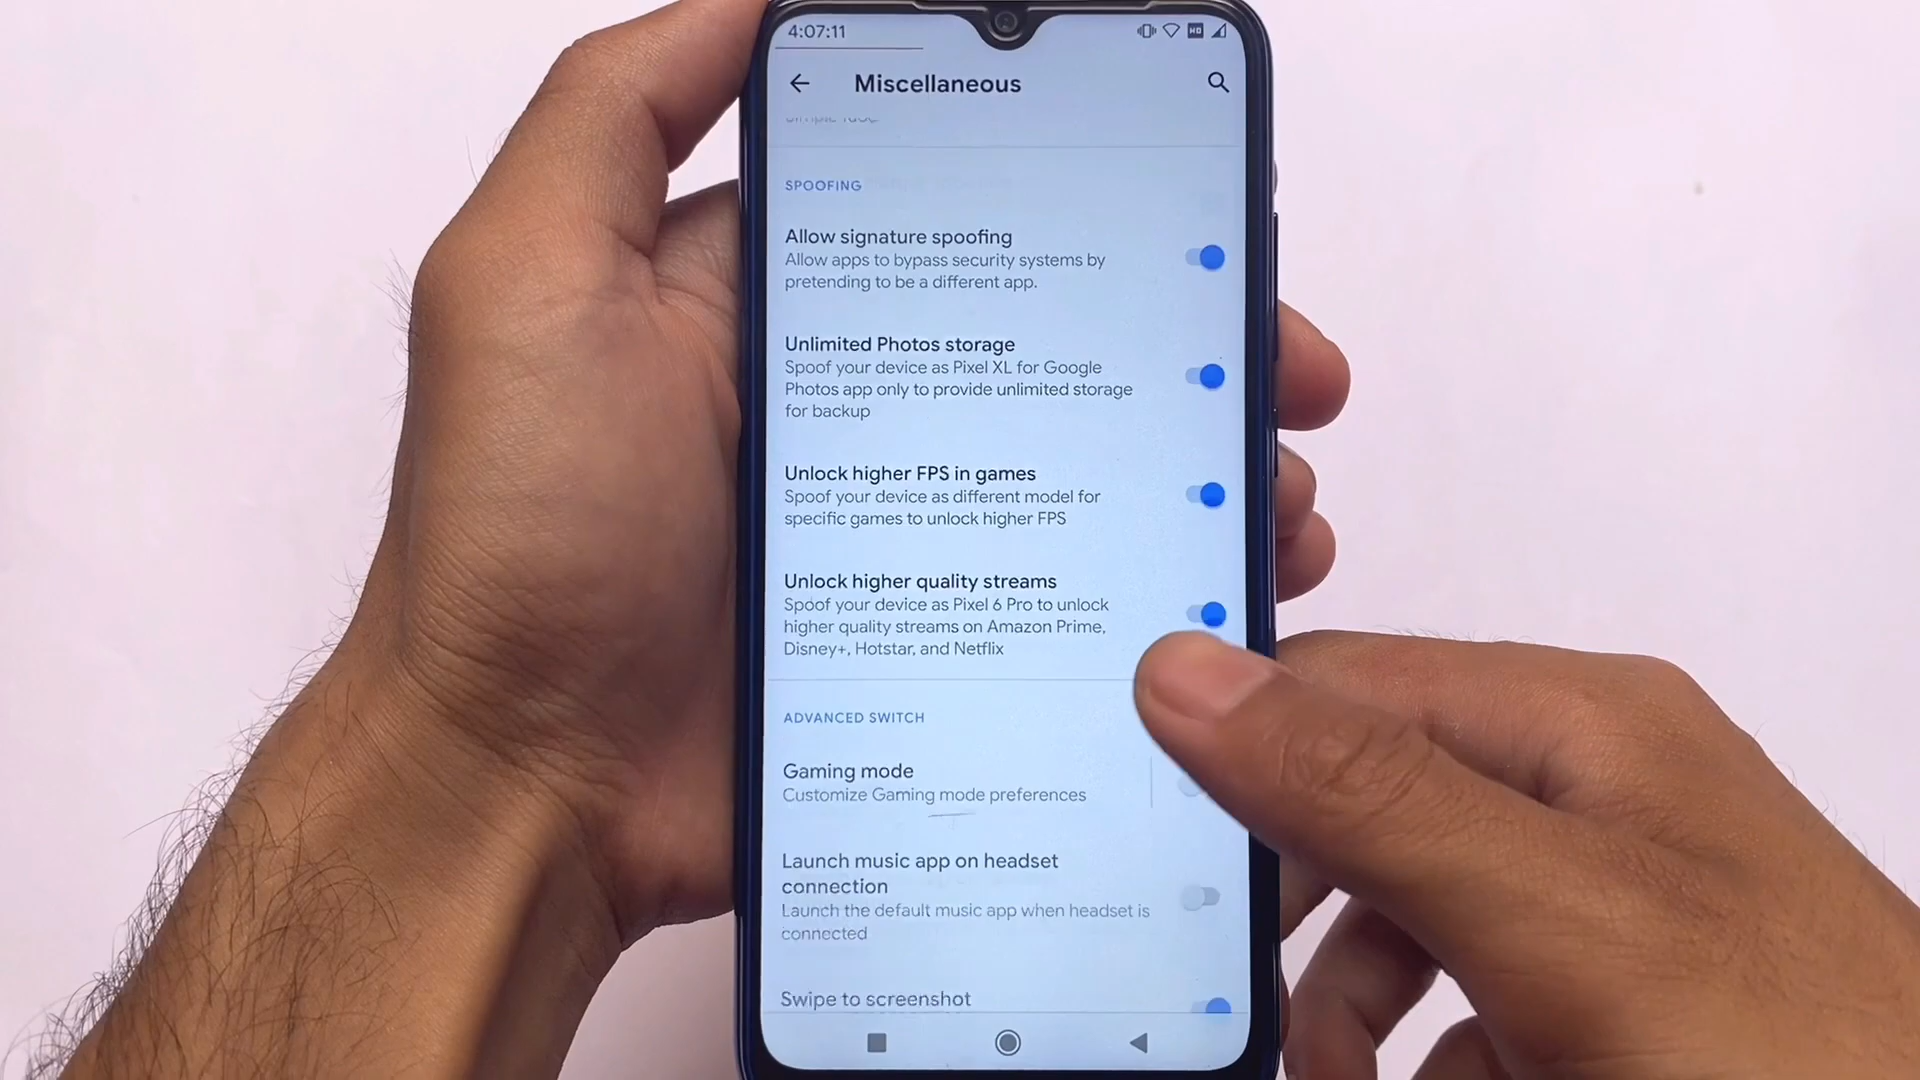 4:07:11
HD
Miscellaneous
SPOOFING
Allow signature spoofing
Allow apps to bypass security systems by
pretending to be a different app.
Unlimited Photos storage
Spoof your device as Pixel XL for Google
Photos app only to provide unlimited storage
for backup
Unlock higher FPS in games
Spoof your device as different model for
specific games to unlock higher FPS
Unlock higher quality streams
Spoof your device as Pixel 6 Pro to unlock
higher quality streams on Amazon Prime,
Disney+, Hotstar, and Netflix
ADVANCED SWITCH
Gaming mode
Customize Gaming mode preferences
Launch music app on headset
connection
Launch the default music app when headset is
connected
Swipe to screenshot